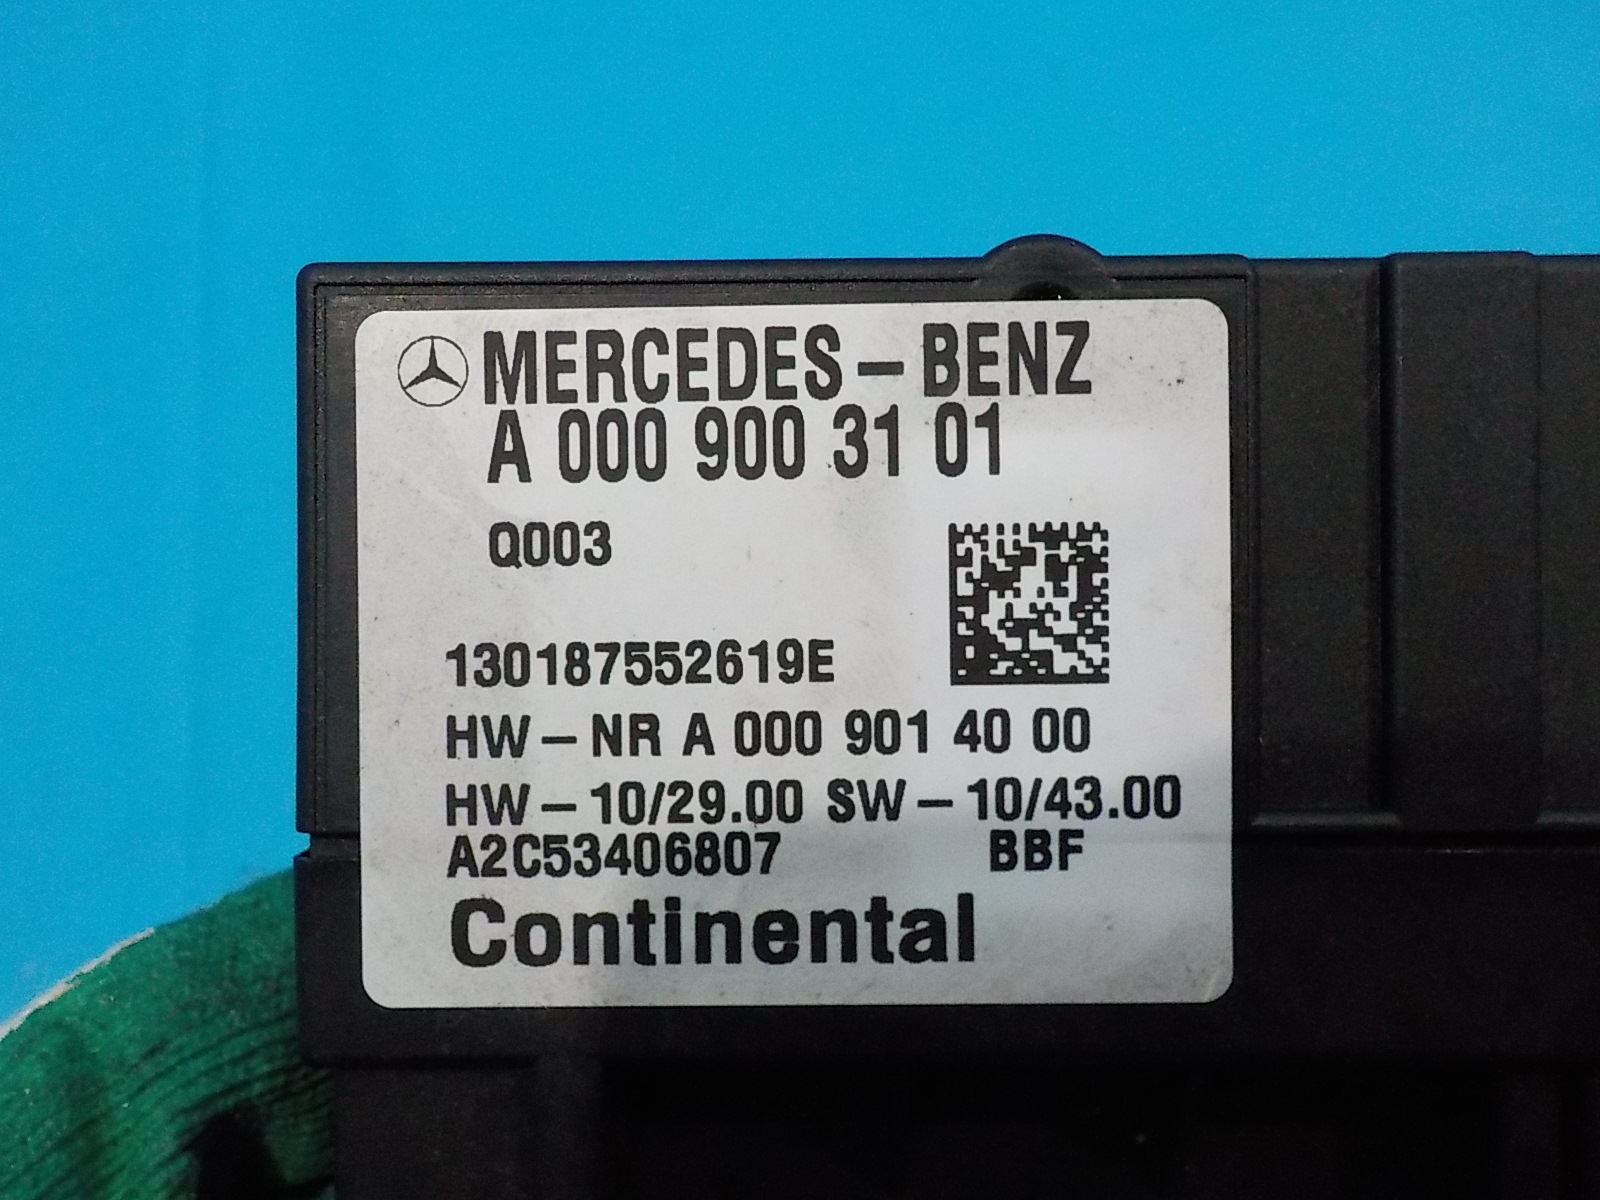 MERCEDES-BENZ
A 000 900 31 01
Q003
130187552619E
HW-NR A 000 901 40 00
HW-10/29.00 SW-10/43.00
A2C53406807 BBF
Continental